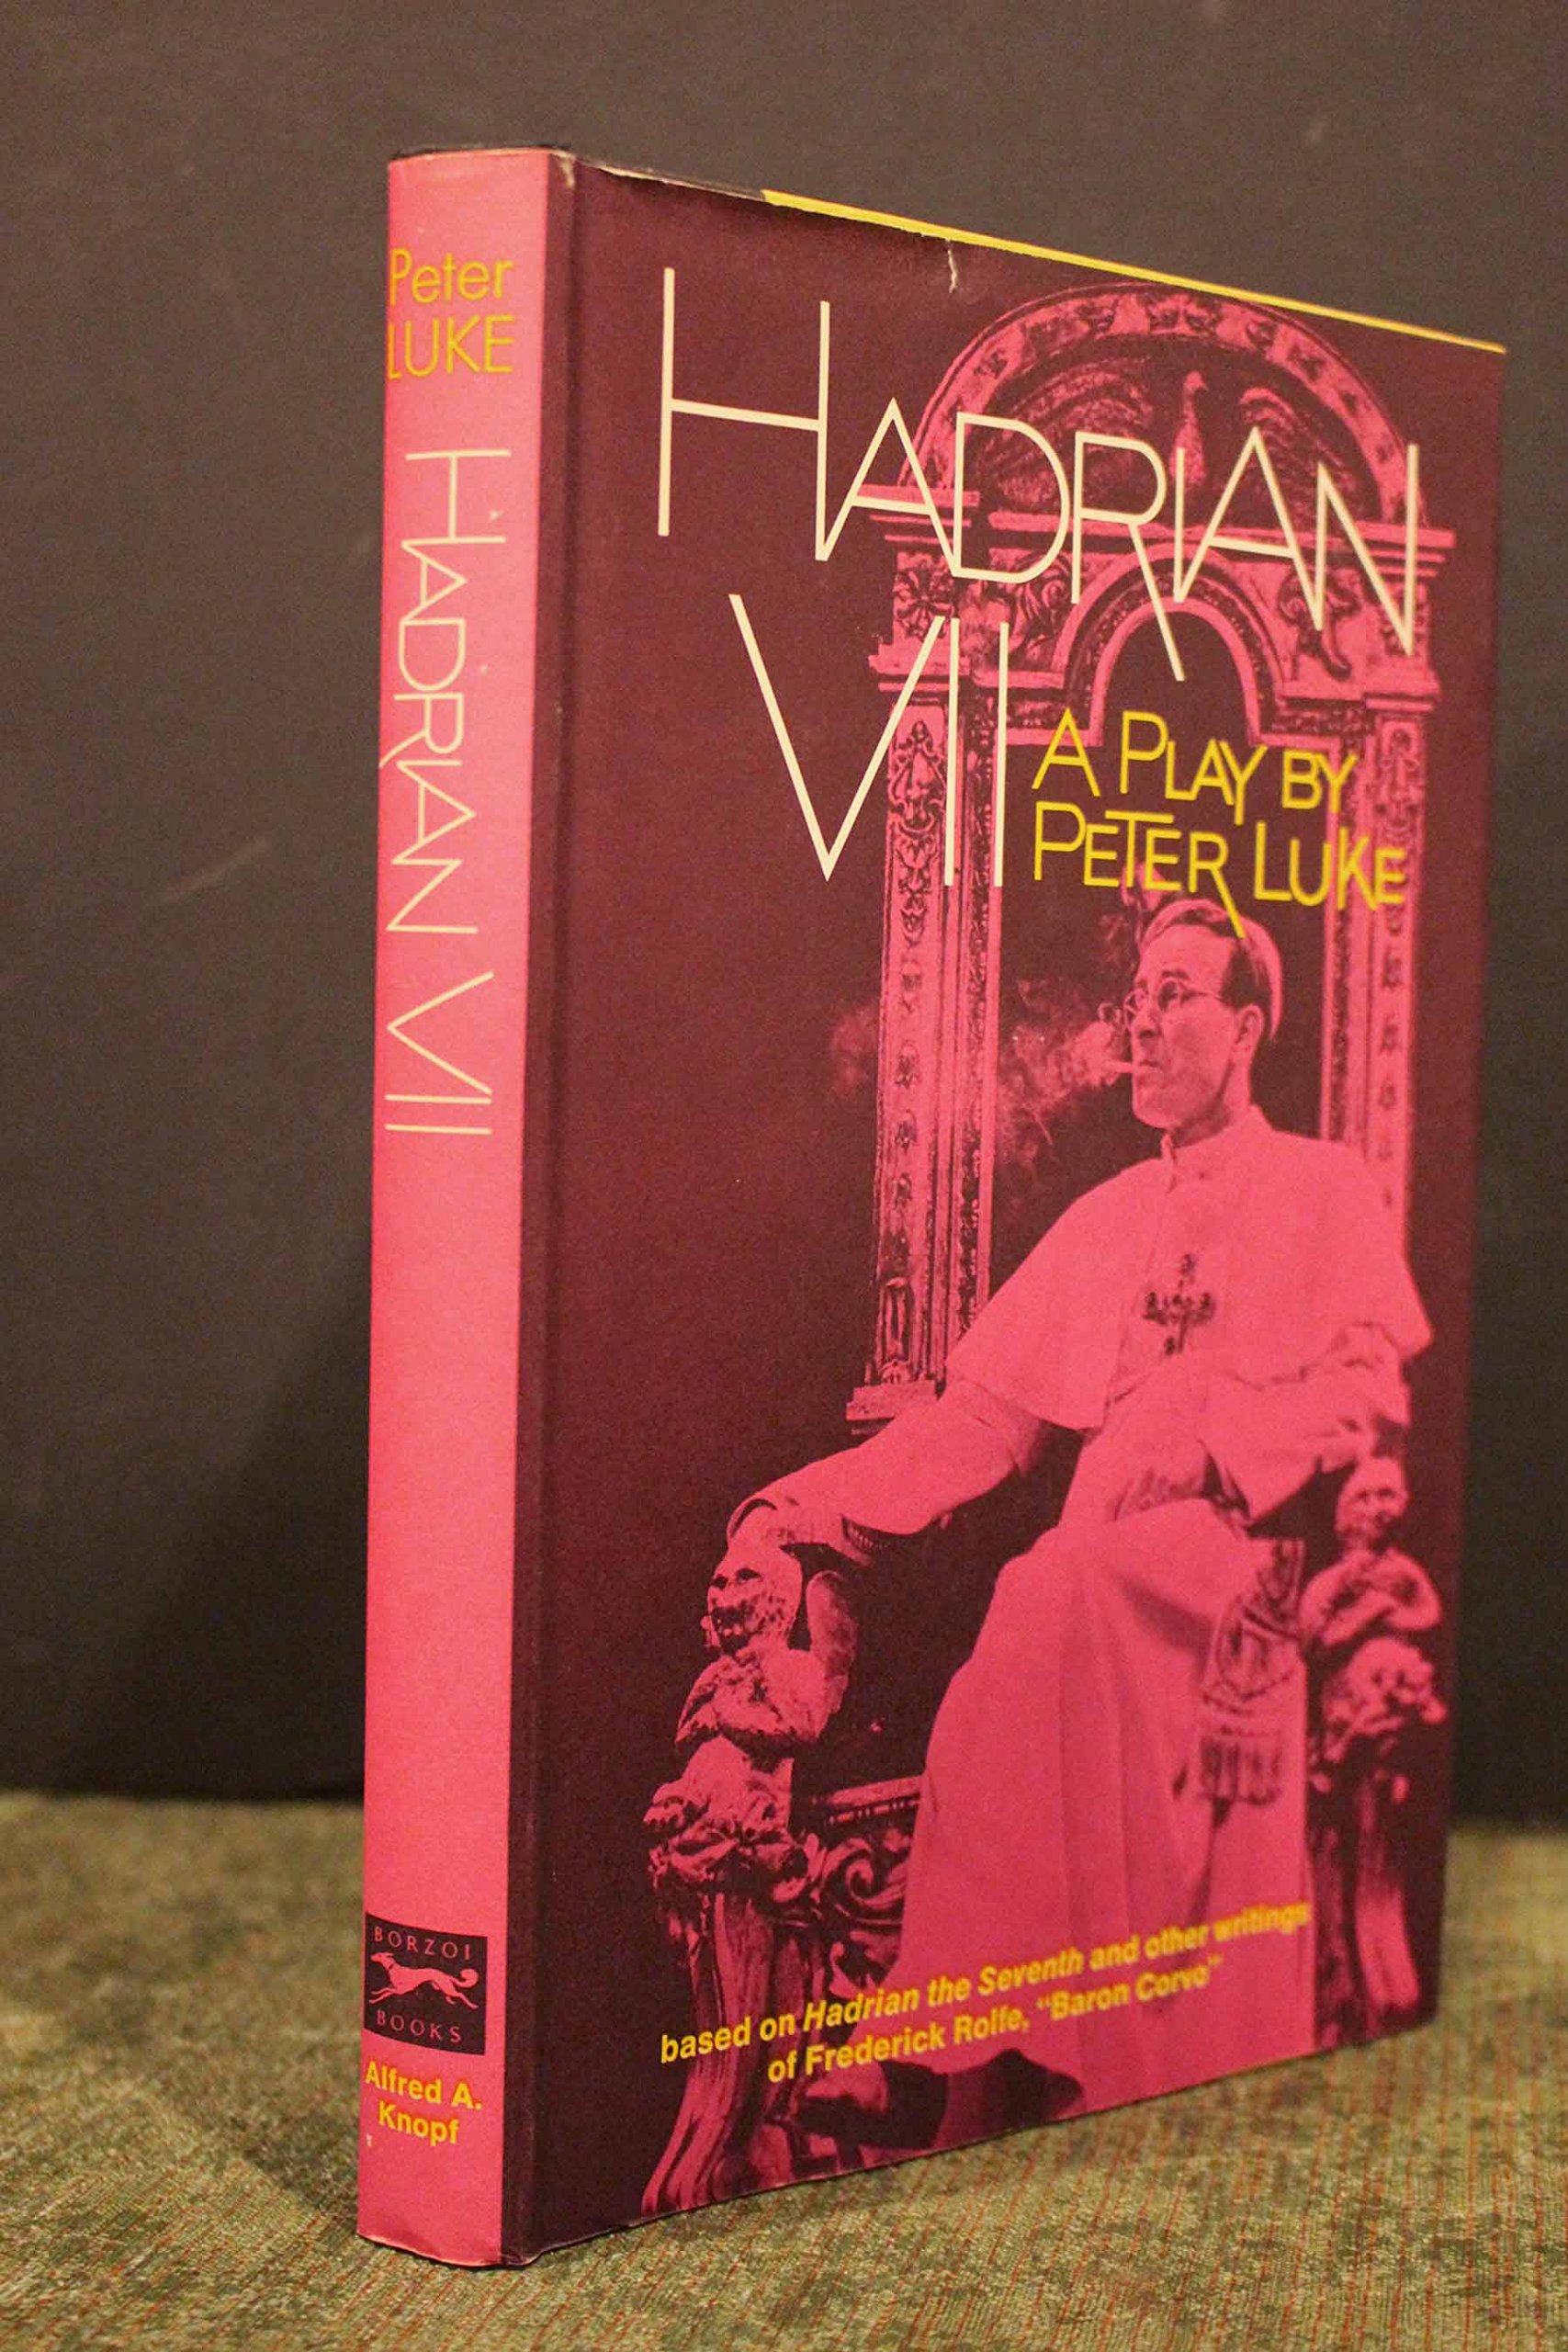 Peter
LUKE
HADRIAN VII
BORZOI
BOOKS
Alfred A.
Knopf
HADRIAN
VII
A PLAY BY
PETER LUKE
based on Hadrian the Seventh and other writings
of Frederick Rolfe, “Baron Corvo”